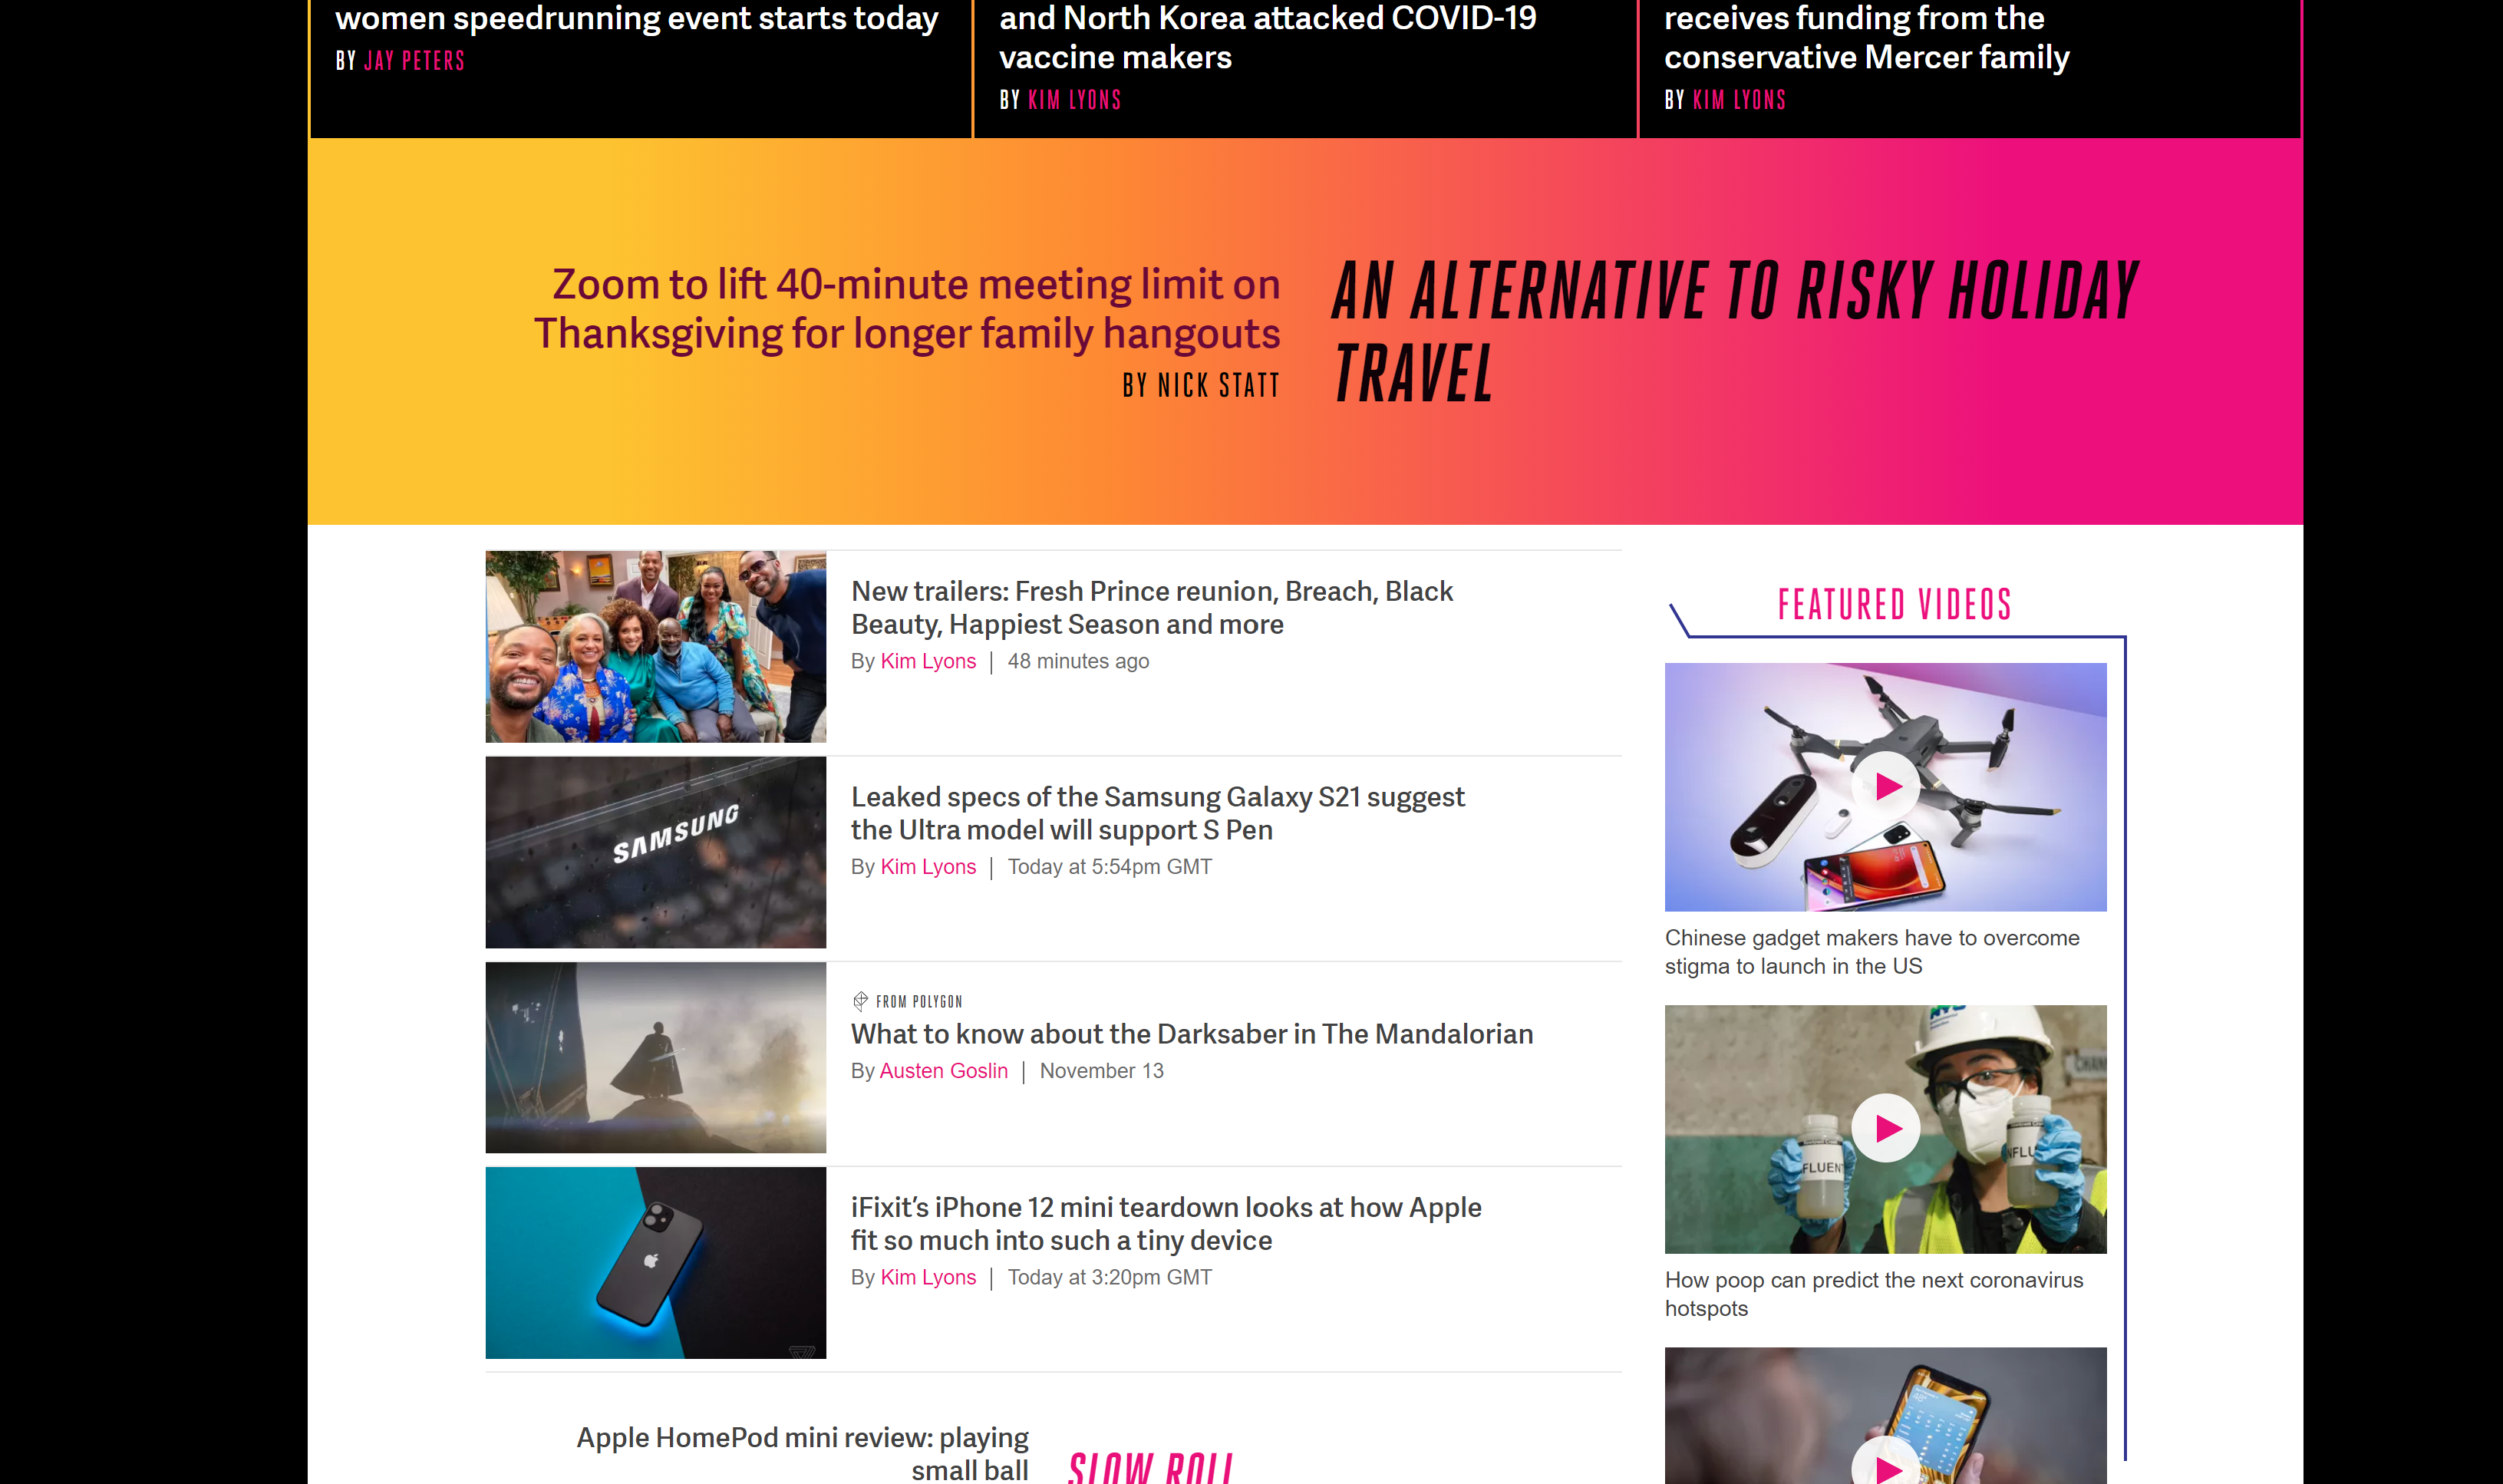 women speedrunning event starts today
BY JAY PETERS
and North Korea attacked COVID-19
vaccine makers
BY KIM LYONS
receives funding from the
conservative Mercer family
BY KIM LYONS
Zoom to lift 40-minute meeting limit on
Thanksgiving for longer family hangouts
BY NICK STATT
AN ALTERNATIVE TO RISKY HOLIDAY
TRAVEL
New trailers: Fresh Prince reunion, Breach, Black
Beauty, Happiest Season and more
By Kim Lyons | 48 minutes ago
SAMSUNG
Leaked specs of the Samsung Galaxy S21 suggest
the Ultra model will support S Pen
By Kim Lyons | Today at 5:54pm GMT
FROM POLYGON
What to know about the Darksaber in The Mandalorian
By Austen Goslin | November 13
iFixit’s iPhone 12 mini teardown looks at how Apple
fit so much into such a tiny device
By Kim Lyons | Today at 3:20pm GMT
Apple HomePod mini review: playing
small ball
SLOW ROLL
FEATURED VIDEOS
Chinese gadget makers have to overcome
stigma to launch in the US
FLUEN
NFLU
How poop can predict the next coronavirus
hotspots